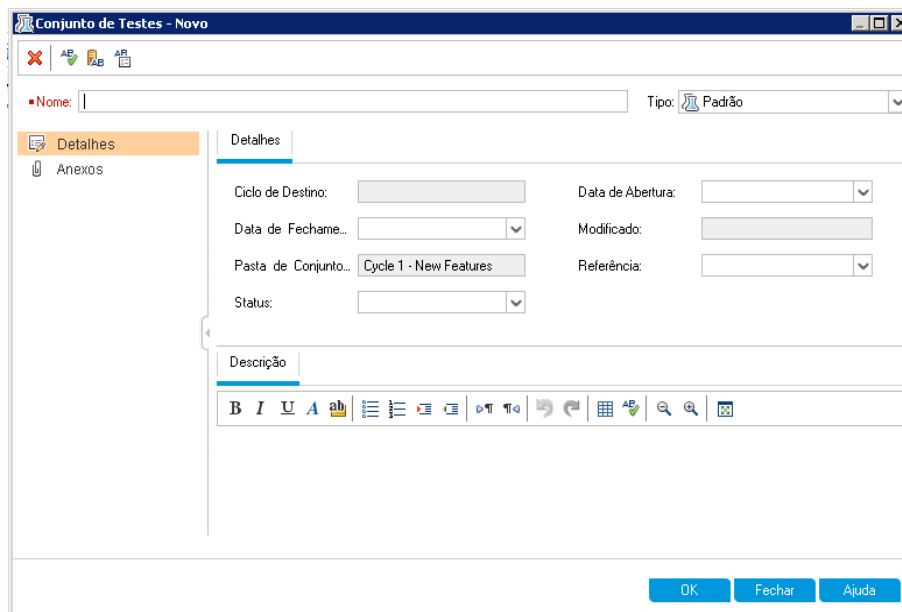 Conjunto de Testes - Novo
Nome:
Tipo: Padrão
Detalhes
Anexos
Detalhes
Ciclo de Destino:
Data de Abertura:
Data de Fechame...
Modificado:
Pasta de Conjunto... Cycle 1 - New Features
Referência:
Status:
Descrição
B I U A ab
OK Fechar Ajuda